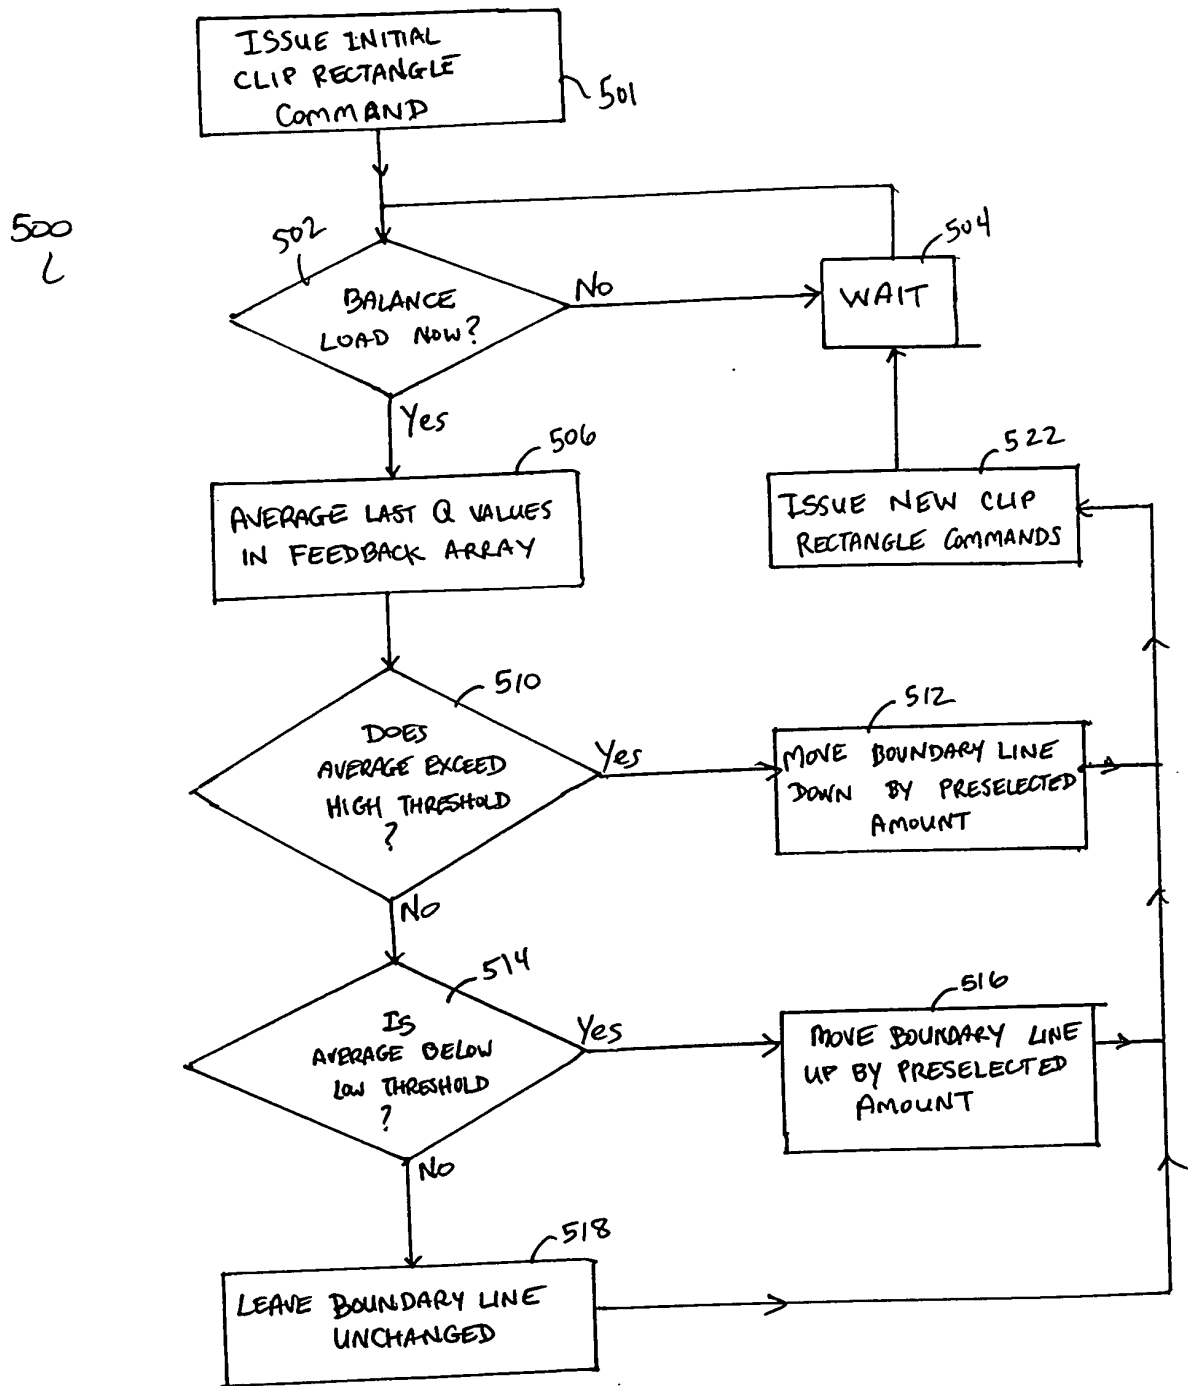 ISSUE INITIAL
CLIP RECTANGLE
COMMAND
501
500
502
BALANCE
LOAD NOW?
No
504
WAIT
Yes
506
AVERAGE LAST Q VALUES
IN FEEDBACK ARRAY
522
ISSUE NEW CLIP
RECTANGLE COMMANDS
510
DOES
AVERAGE EXCEED
HIGH THRESHOLD
?
Yes
512
MOVE BOUNDARY LINE
DOWN BY PRESELECTED
AMOUNT
No
514
IS
AVERAGE BELOW
LOW THRESHOLD
?
Yes
516
MOVE BOUNDARY LINE
UP BY PRESELECTED
AMOUNT
No
518
LEAVE BOUNDARY LINE
UNCHANGED